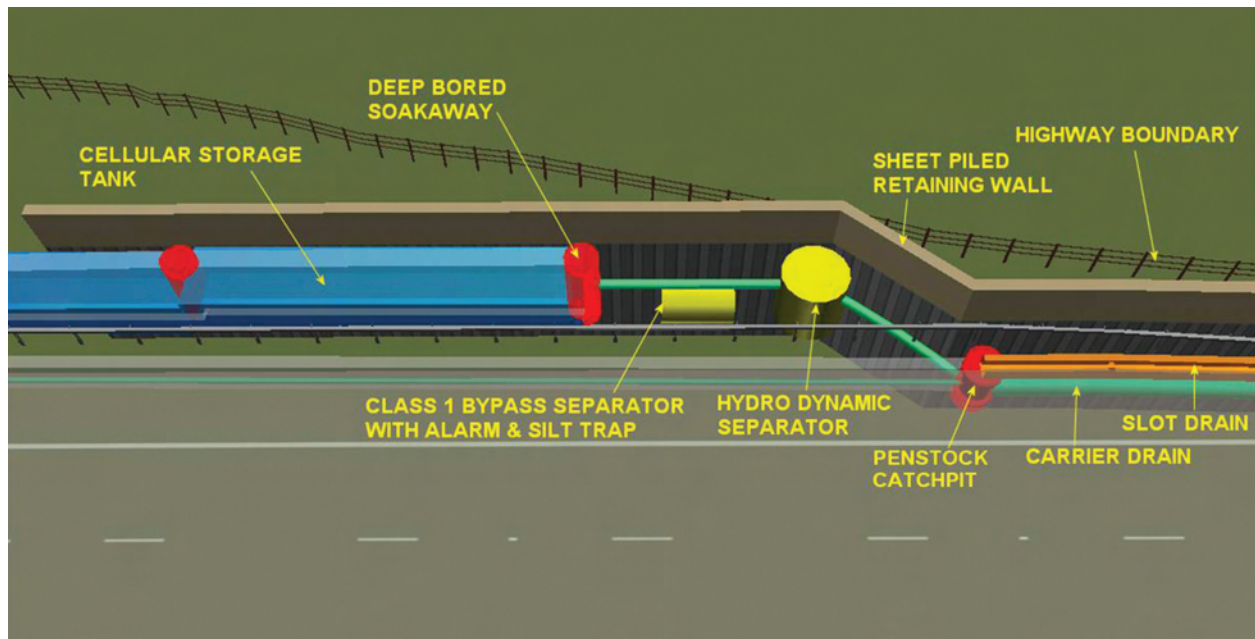 DEEP BORED
SOAKAWAY
CELLULAR STORAGE
TANK
SHEET PILED
RETAINING WALL
HIGHWAY BOUNDARY
CLASS 1 BYPASS SEPARATOR
WITH ALARM & SILT TRAP
HYDRO DYNAMIC
SEPARATOR
PENSTOCK
CATCHPIT
CARRIER DRAIN
SLOT DRAIN